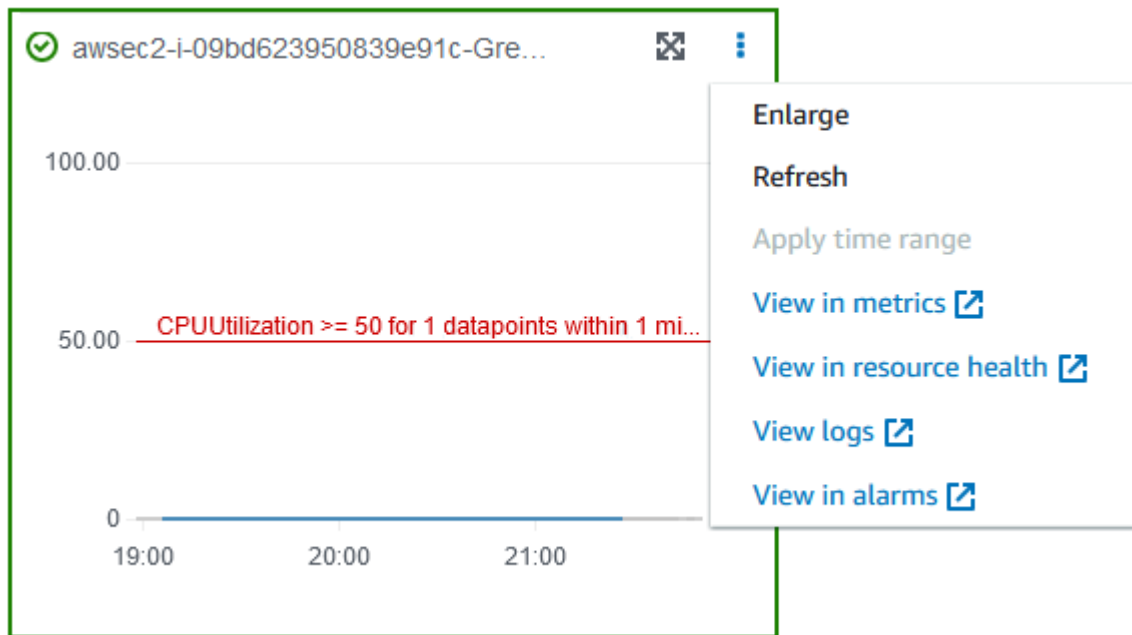 awsec2-i-09bd623950839e91c-Gre...
100.00
CPUUtilization >= 50 for 1 datapoints within 1 mi...
50.00
0
19:00 20:00 21:00
Enlarge
Refresh
Apply time range
View in metrics
View in resource health
View logs
View in alarms